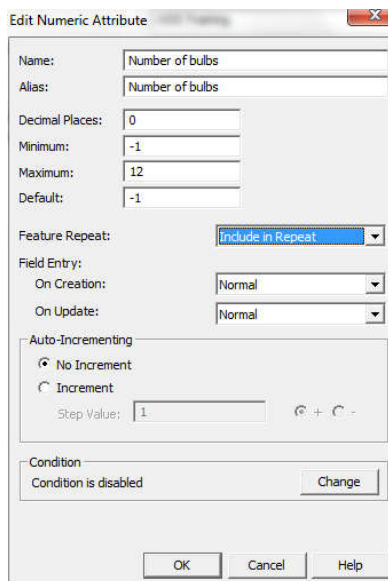 Edit Numeric Attribute
Name: Number of bulbs
Alias: Number of bulbs
Decimal Places: 0
Minimum: -1
Maximum: 12
Default: -1
Feature Repeat: Include in Repeat
Field Entry:
On Creation: Normal
On Update: Normal
Auto-Incrementing
No Increment
Increment
Step Value: 1 + -
Condition
Condition is disabled Change
OK Cancel Help